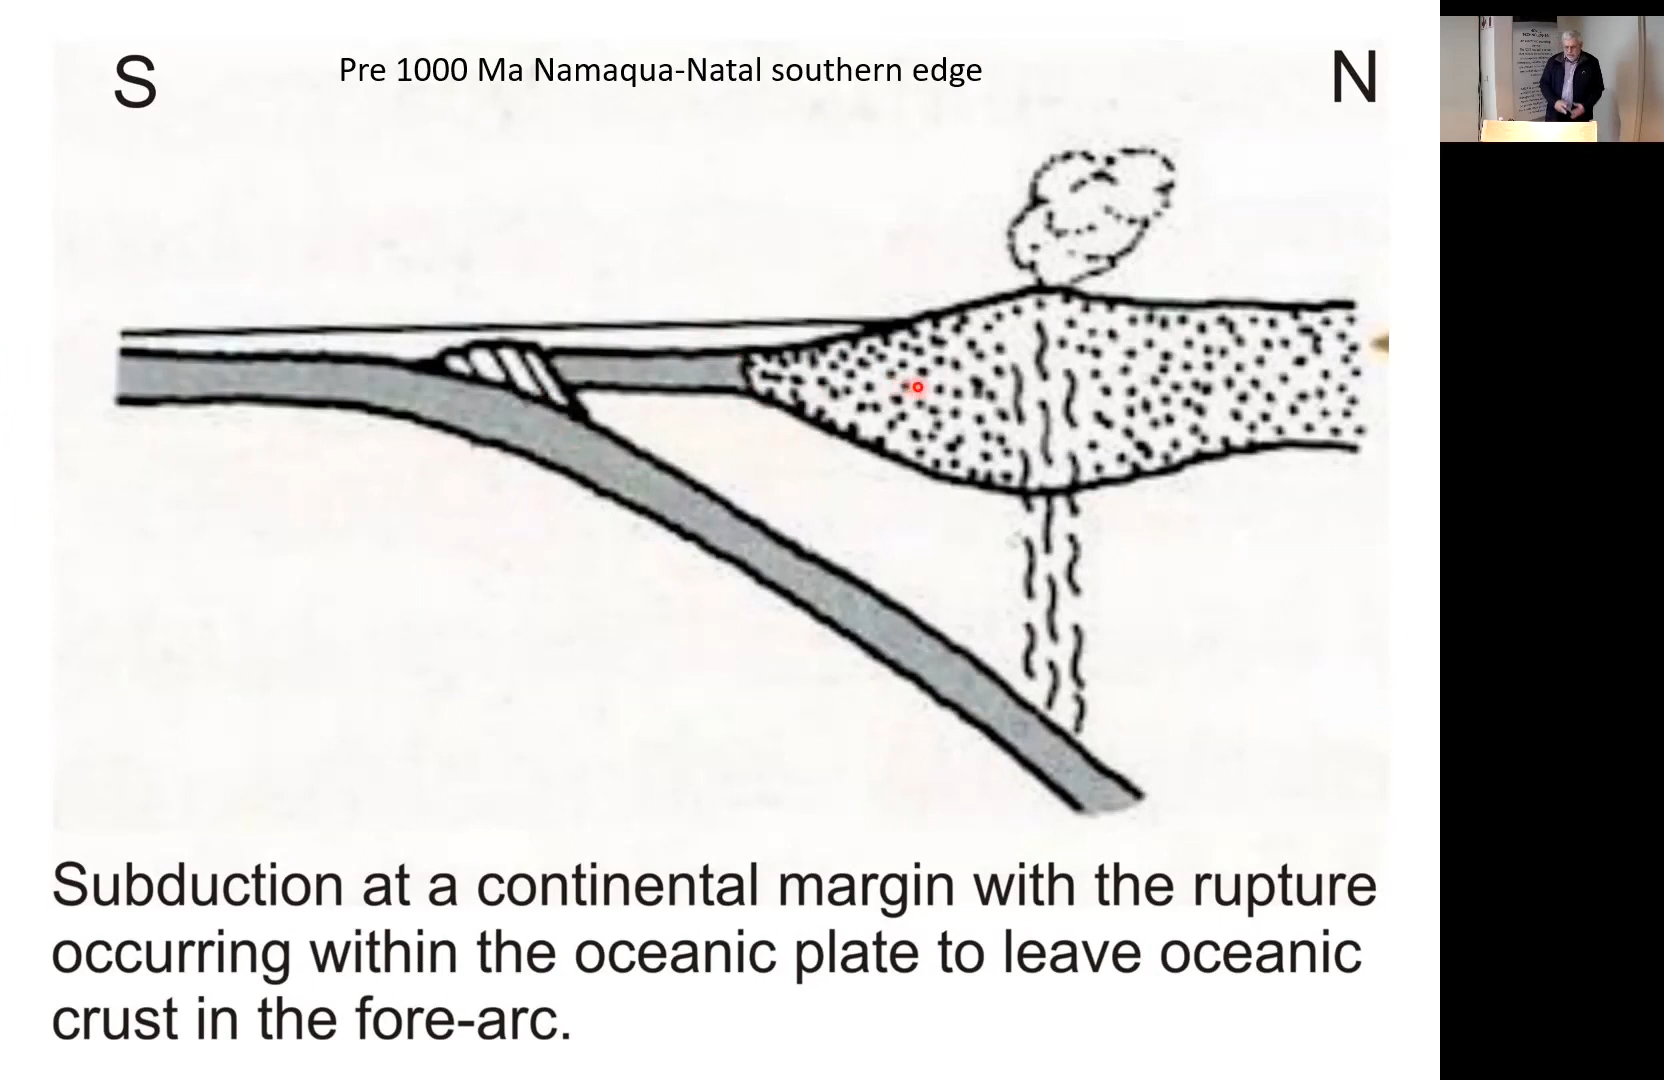 S
Pre 1000 Ma Namaqua-Natal southern edge
N
Subduction at a continental margin with the rupture
occurring within the oceanic plate to leave oceanic
crust in the fore-arc.